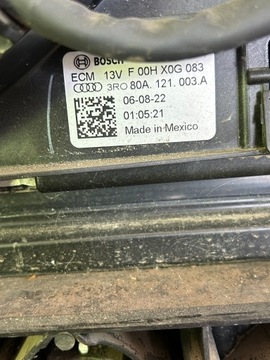 BOSCH
ECM 13V F 00H X0G 083
3RO 80A. 121. 003.A
06-08-22
01:05:21
Made in Mexico